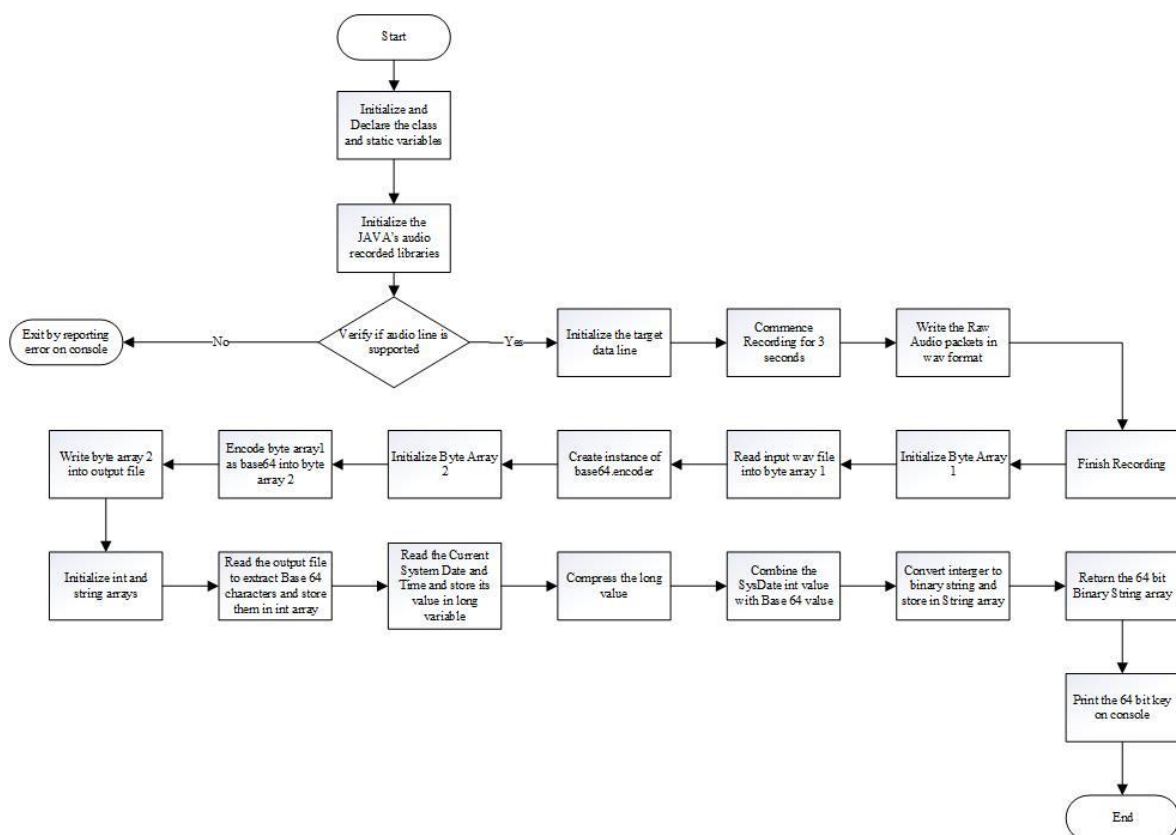 Start
Initialize and
Declare the class
and static variables
Initialize the
JAVA's audio
recorded libraries
Verify if audio line is
supported
No
Exit by reporting
error on console
Yes
Initialize the target
data line
Commence
Recording for 3
seconds
Write the Raw
Audio packets in
wav format
Finish Recording
Initialize Byte Array
1
Read input wav file
into byte array 1
Create instance of
base64.encoder
Initialize Byte Array
2
Encode byte array1
as base64 into byte
array 2
Write byte array 2
into output file
Initialize int and
string arrays
Read the output file
to extract Base 64
characters and store
them in int array
Read the Current
System Date and
Time and store its
value in long
variable
Compress the long
value
Combine the
SysDate int value
with Base 64 value
Convert interger to
binary string and
store in String array
Return the 64 bit
Binary String array
Print the 64 bit key
on console
End